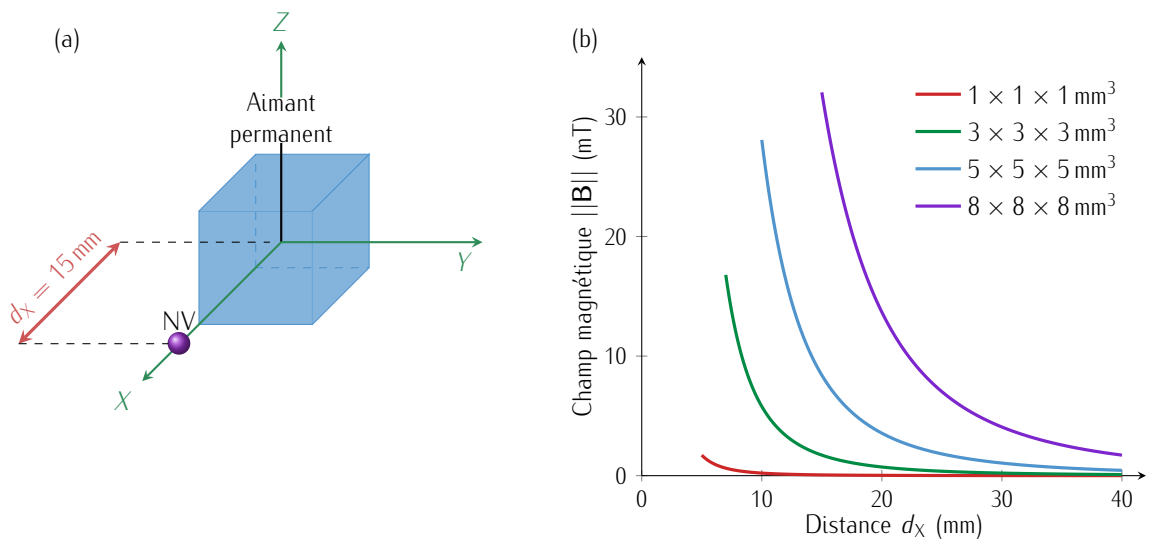 (a)
Z
Aimant
permanent
Y
d_X = 15 mm
NV
X
(b)
Champ magnétique ||B|| (mT)
30
20
10
0
0 10 20 30 40
Distance d_X (mm)
1 × 1 × 1 mm³
3 × 3 × 3 mm³
5 × 5 × 5 mm³
8 × 8 × 8 mm³